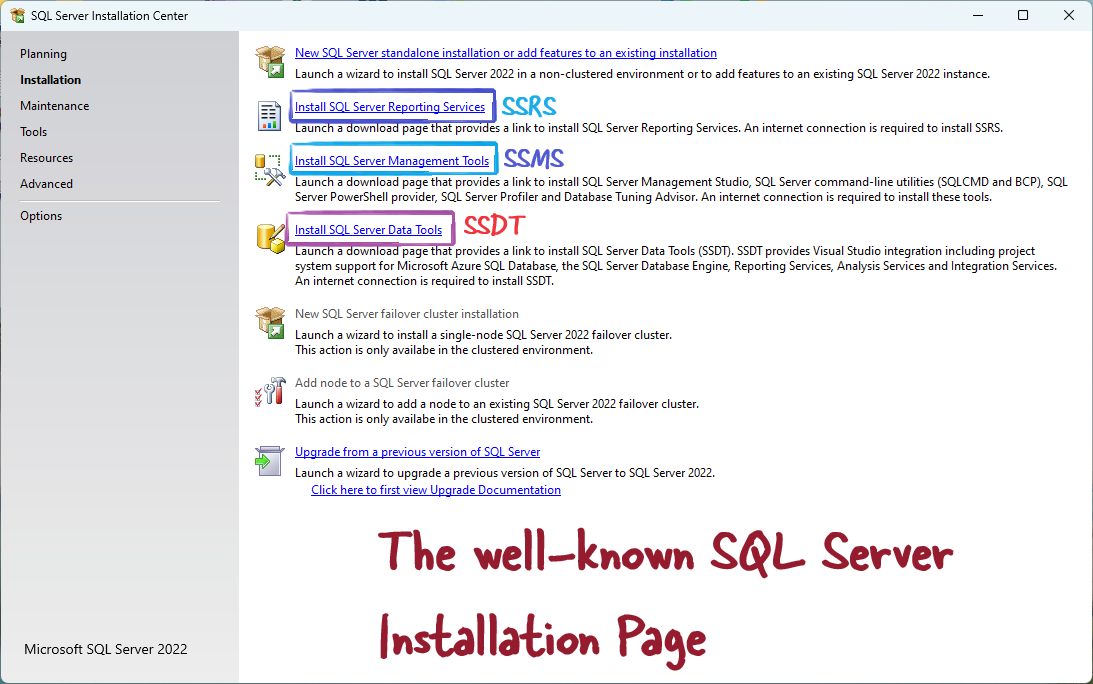 SQL Server Installation Center
Planning
Installation
Maintenance
Tools
Resources
Advanced
Options
Microsoft SQL Server 2022
New SQL Server standalone installation or add features to an existing installation
Launch a wizard to install SQL Server 2022 in a non-clustered environment or to add features to an existing SQL Server 2022 instance.
Install SQL Server Reporting Services SSRS
Launch a download page that provides a link to install SQL Server Reporting Services. An internet connection is required to install SSRS.
Install SQL Server Management Tools SSMS
Launch a download page that provides a link to install SQL Server Management Studio, SQL Server command-line utilities (SQLCMD and BCP), SQL
Server PowerShell provider, SQL Server Profiler and Database Tuning Advisor. An internet connection is required to install these tools.
Install SQL Server Data Tools SSDT
Launch a download page that provides a link to install SQL Server Data Tools (SSDT). SSDT provides Visual Studio integration including project
system support for Microsoft Azure SQL Database, the SQL Server Database Engine, Reporting Services, Analysis Services and Integration Services.
An internet connection is required to install SSDT.
New SQL Server failover cluster installation
Launch a wizard to install a single-node SQL Server 2022 failover cluster.
This action is only availabe in the clustered environment.
Add node to a SQL Server failover cluster
Launch a wizard to add a node to an existing SQL Server 2022 failover cluster.
This action is only availabe in the clustered environment.
Upgrade from a previous version of SQL Server
Launch a wizard to upgrade a previous version of SQL Server to SQL Server 2022.
Click here to first view Upgrade Documentation
The well-known SQL Server
Installation Page